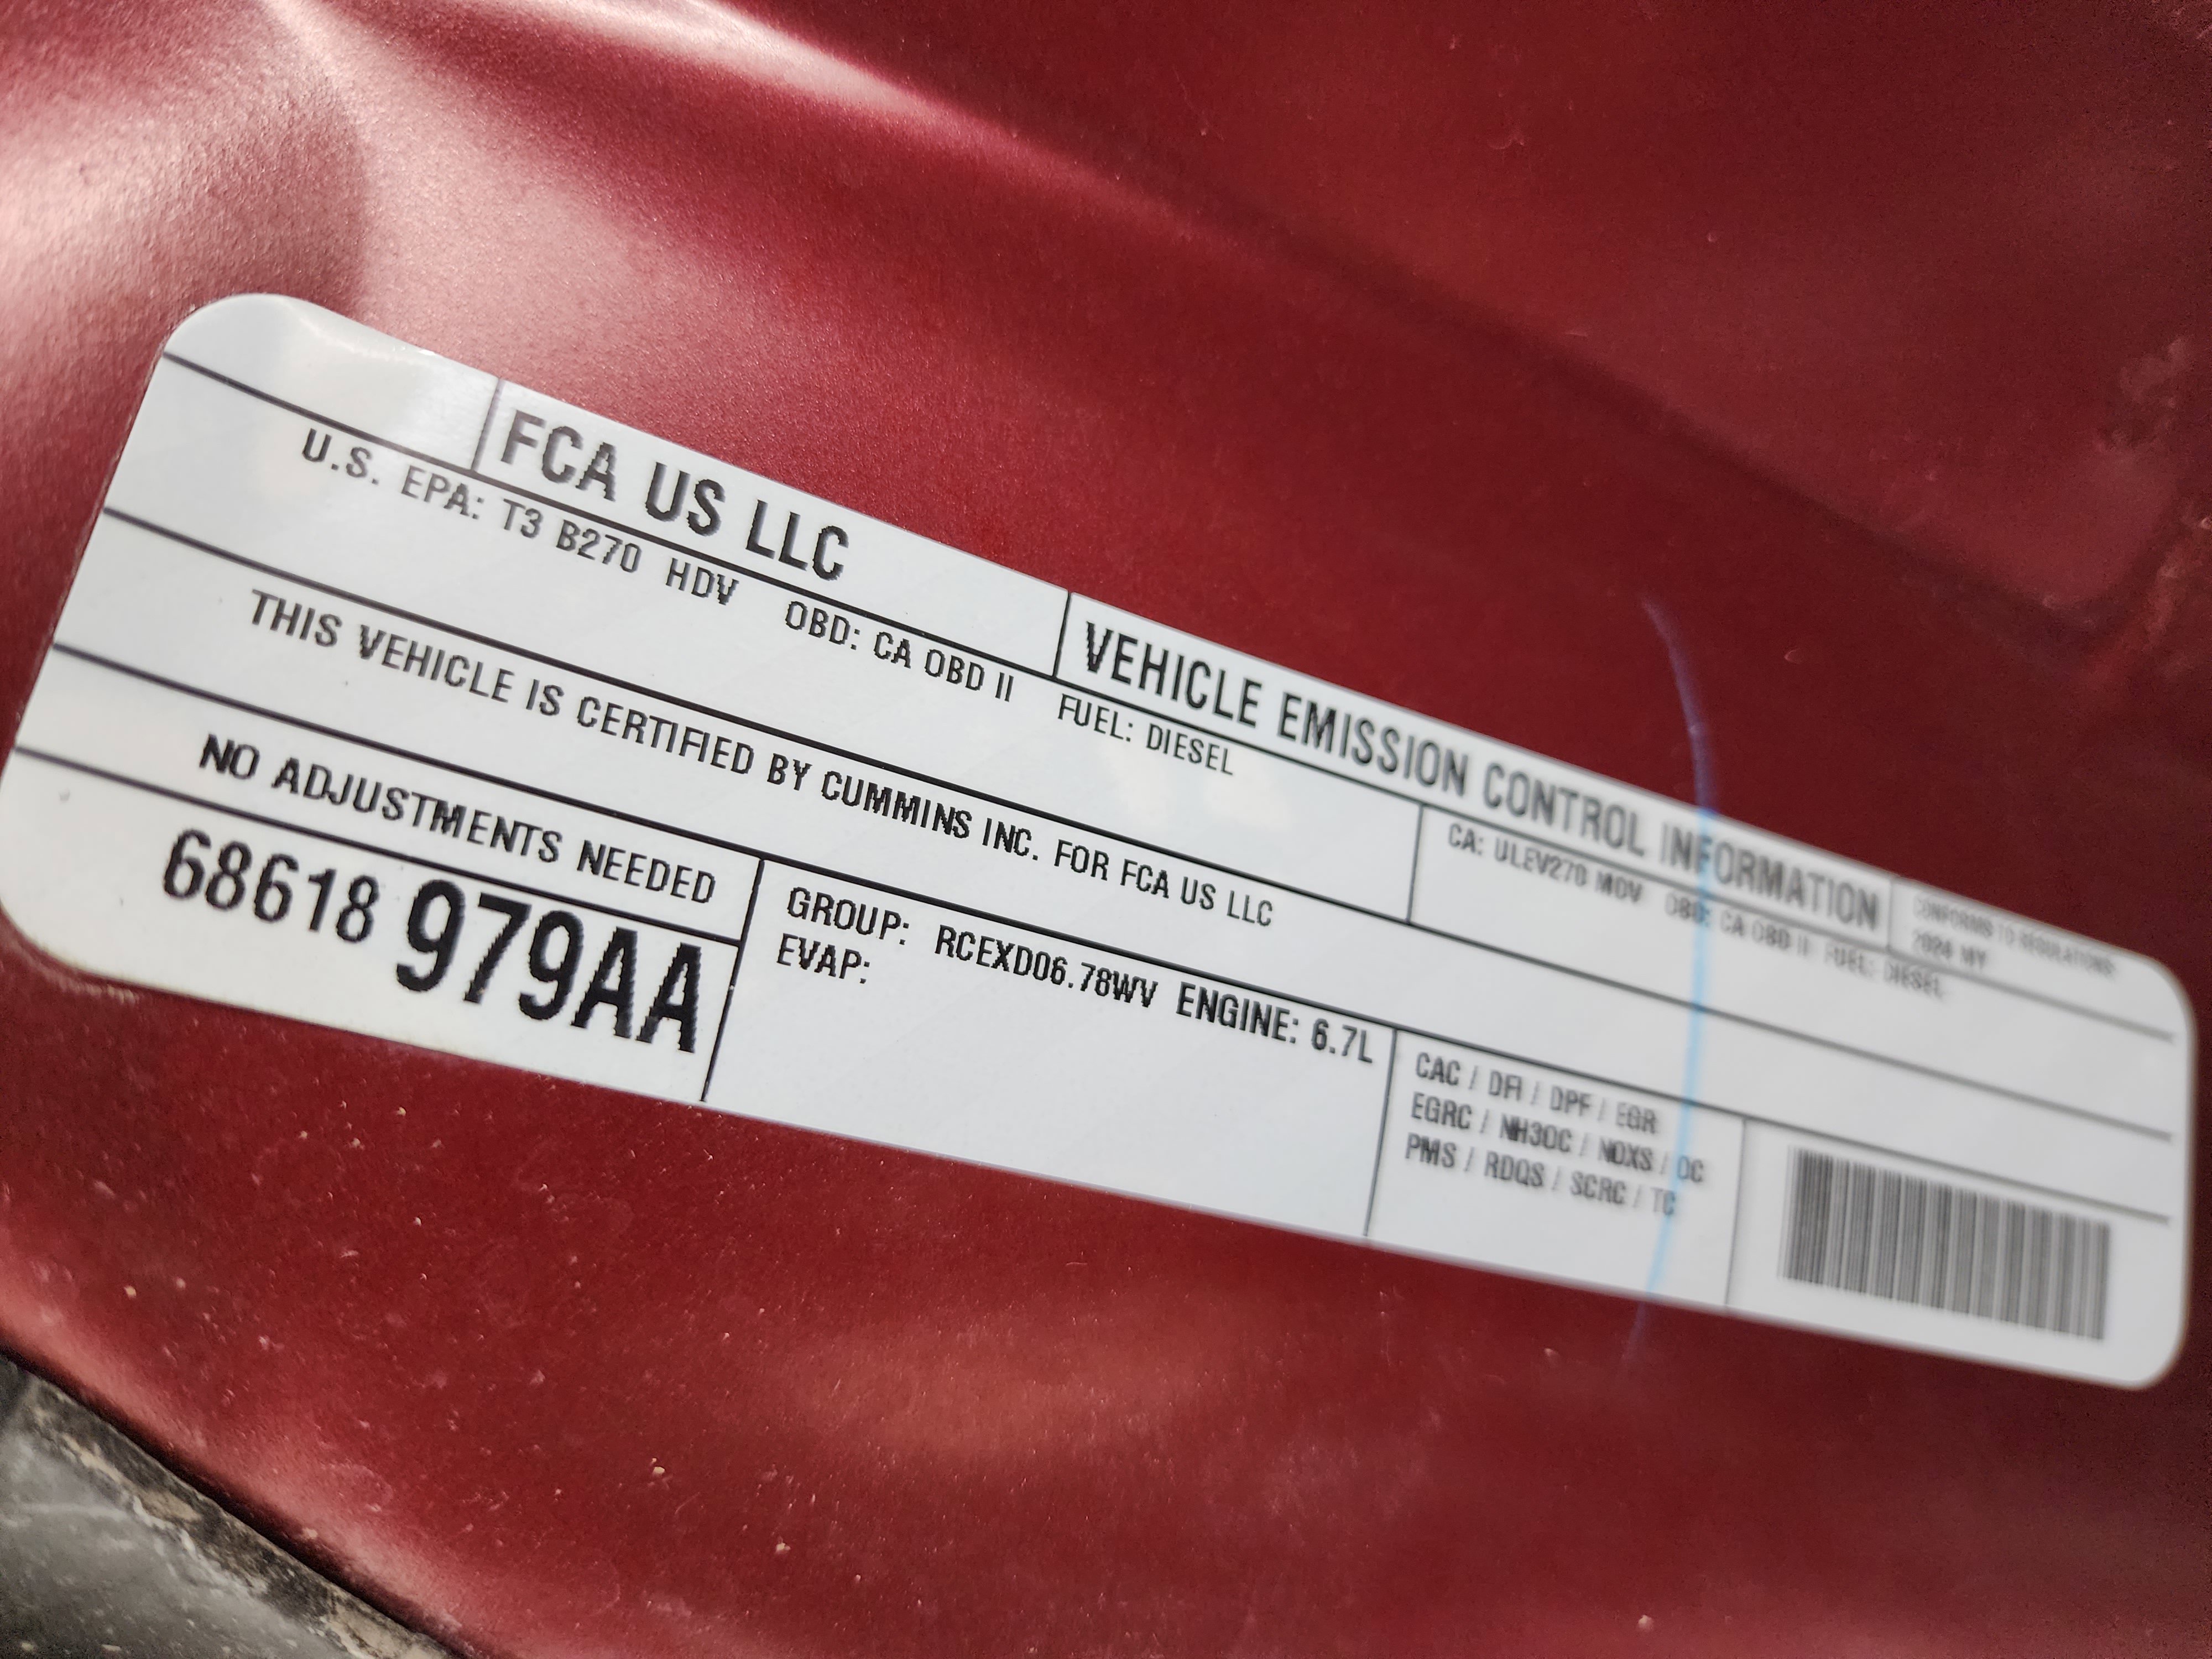 FCA US LLC
VEHICLE EMISSION CONTROL INFORMATION
CONFORMS TO REGULATIONS:
2024 MY
U.S. EPA: T3 B270 HDV OBD: CA OBD II FUEL: DIESEL
CA: ULEV270 MDV OBD: CA OBD II FUEL: DIESEL
THIS VEHICLE IS CERTIFIED BY CUMMINS INC. FOR FCA US LLC
NO ADJUSTMENTS NEEDED
68618 979AA
GROUP: RCEXD06.78WV ENGINE: 6.7L
EVAP:
CAC / DFI / DPF / EGR
EGRC / NH3OC / NOXS / OC
PMS / RDQS / SCRC / TC